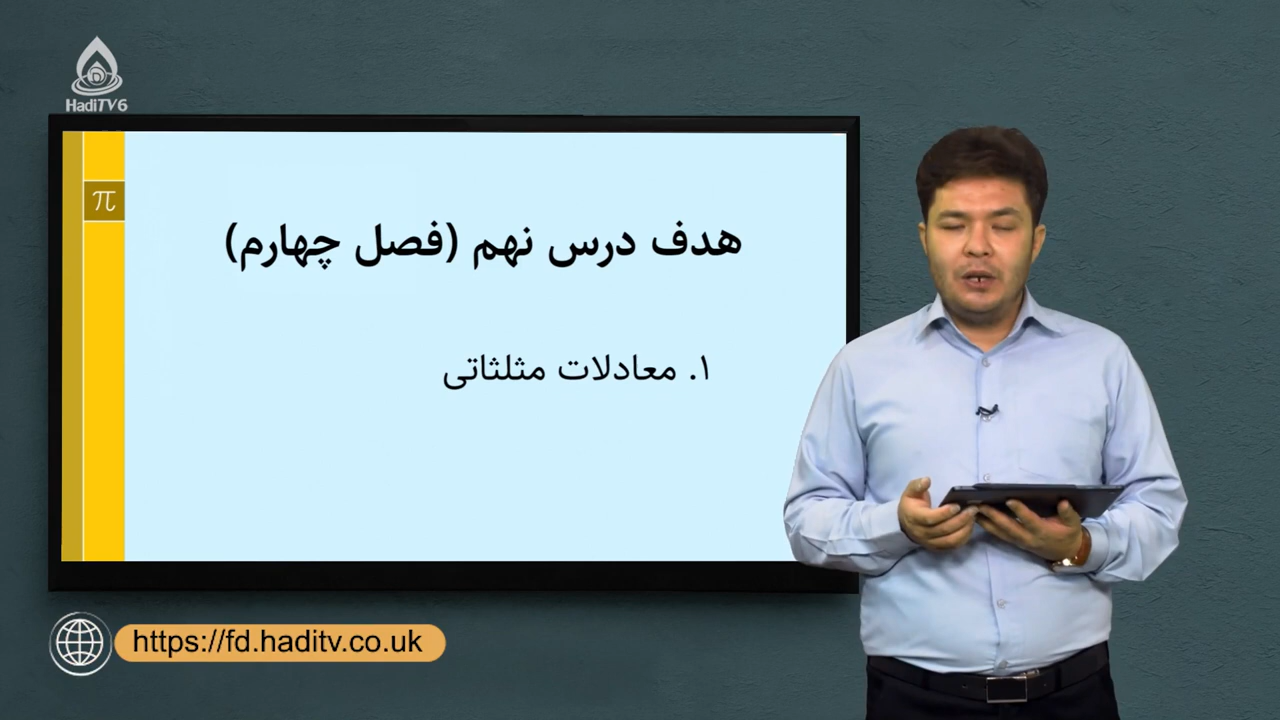 HadiTV6
π
هدف درس نهم (فصل چهارم)
۱. معادلات مثلثاتی
https://fd.haditv.co.uk